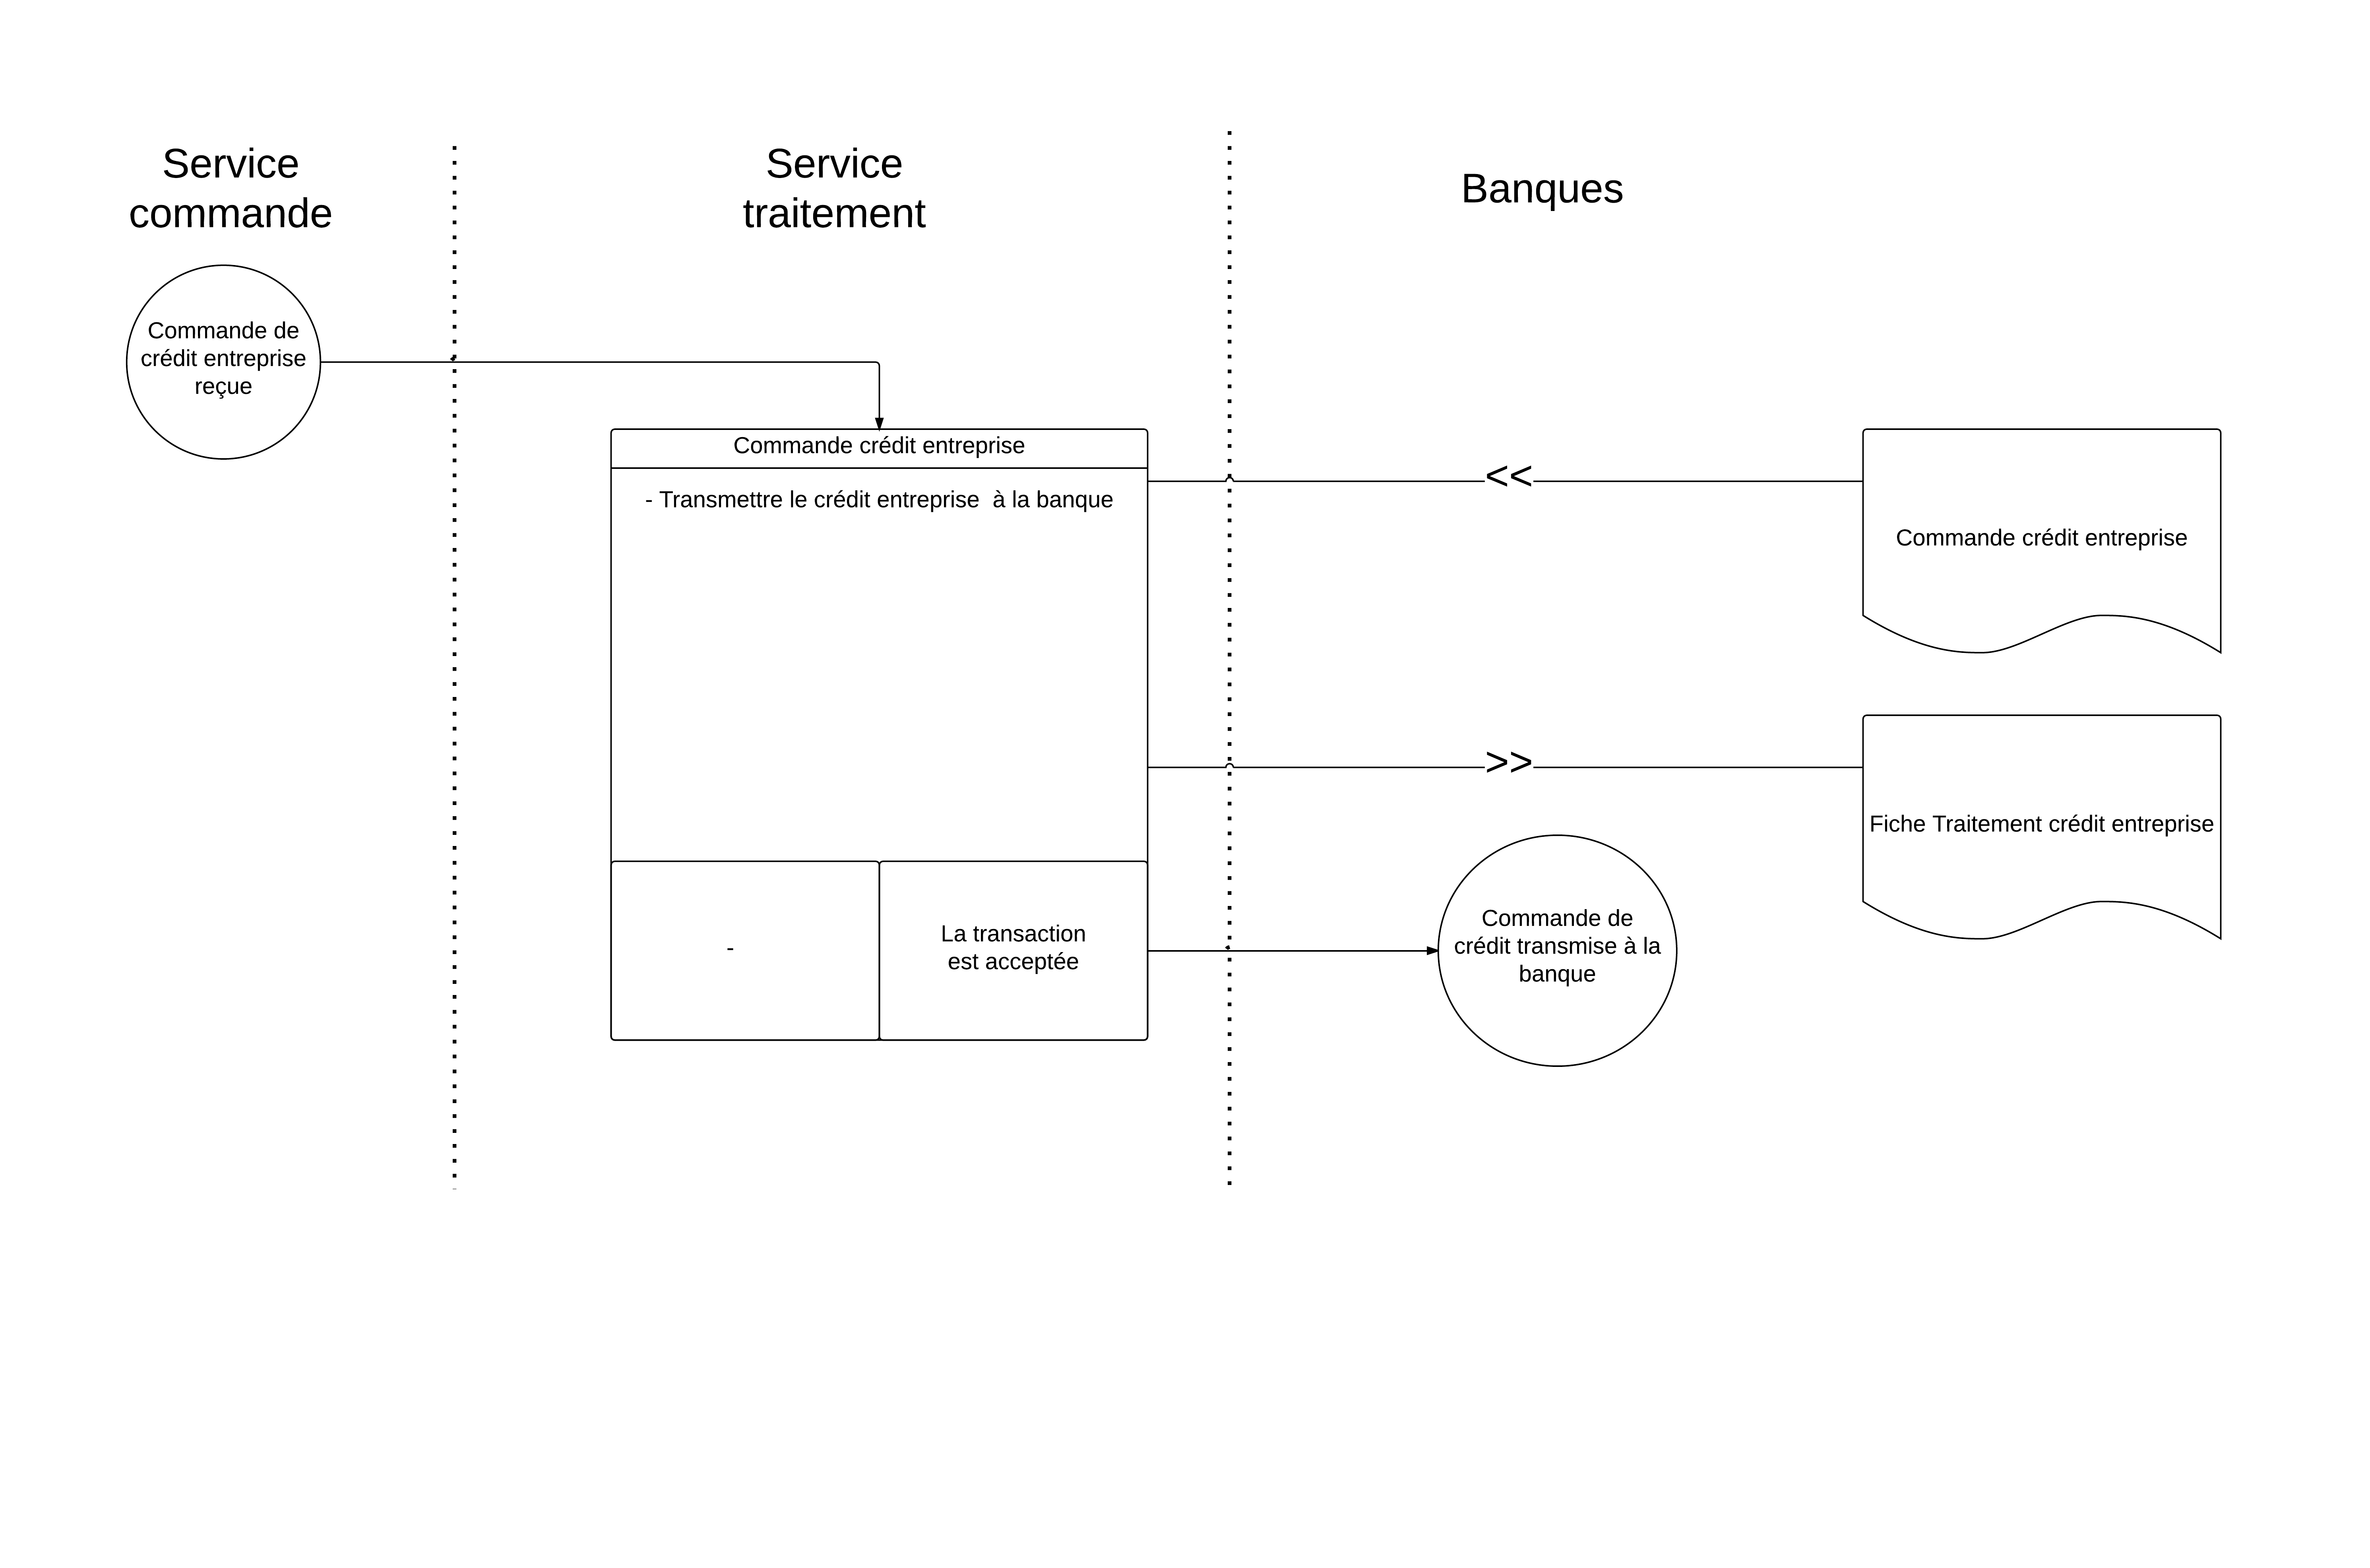 Service
commande
Service
traitement
Banques
Commande de
crédit entreprise
reçue
Commande crédit entreprise
- Transmettre le crédit entreprise  à la banque
<<
Commande crédit entreprise
>>
Fiche Traitement crédit entreprise
-
La transaction
est acceptée
Commande de
crédit transmise à la
banque